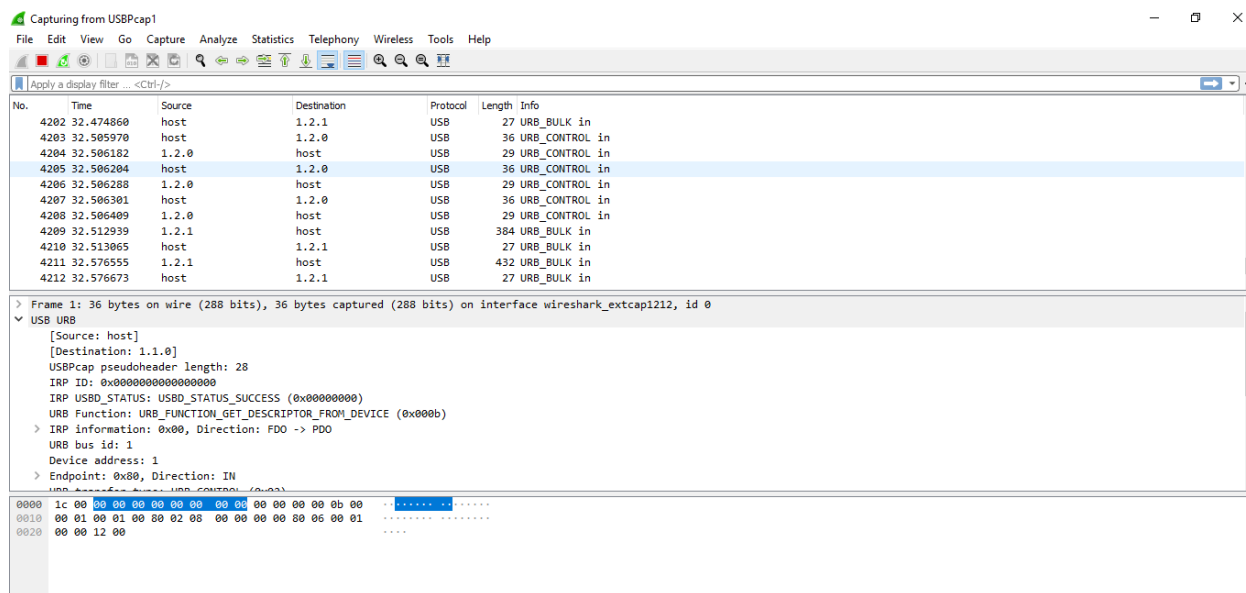 Capturing from USBPcap1
File Edit View Go Capture Analyze Statistics Telephony Wireless Tools Help
Apply a display filter ... <Ctrl-/>
No. Time Source Destination Protocol Length Info
4202 32.474860 host 1.2.1 USB 27 URB_BULK in
4203 32.505970 host 1.2.0 USB 36 URB_CONTROL in
4204 32.506182 1.2.0 host USB 29 URB_CONTROL in
4205 32.506204 host 1.2.0 USB 36 URB_CONTROL in
4206 32.506288 1.2.0 host USB 29 URB_CONTROL in
4207 32.506301 host 1.2.0 USB 36 URB_CONTROL in
4208 32.506409 1.2.0 host USB 29 URB_CONTROL in
4209 32.512939 1.2.1 host USB 384 URB_BULK in
4210 32.513065 host 1.2.1 USB 27 URB_BULK in
4211 32.576555 1.2.1 host USB 432 URB_BULK in
4212 32.576673 host 1.2.1 USB 27 URB_BULK in
Frame 1: 36 bytes on wire (288 bits), 36 bytes captured (288 bits) on interface wireshark_extcap1212, id 0
USB URB
[Source: host]
[Destination: 1.1.0]
USBPcap pseudoheader length: 28
IRP ID: 0x0000000000000000
IRP USBD_STATUS: USBD_STATUS_SUCCESS (0x00000000)
URB Function: URB_FUNCTION_GET_DESCRIPTOR_FROM_DEVICE (0x000b)
IRP information: 0x00, Direction: FDO -> PDO
URB bus id: 1
Device address: 1
Endpoint: 0x80, Direction: IN
URB transfer type: URB_CONTROL (0x02)
0000 1c 00 00 00 00 00 00 00 00 00 00 00 00 00 0b 00 ········ ········
0010 00 01 00 01 00 80 02 08 00 00 00 00 80 06 00 01 ········ ········
0020 00 00 12 00 ····